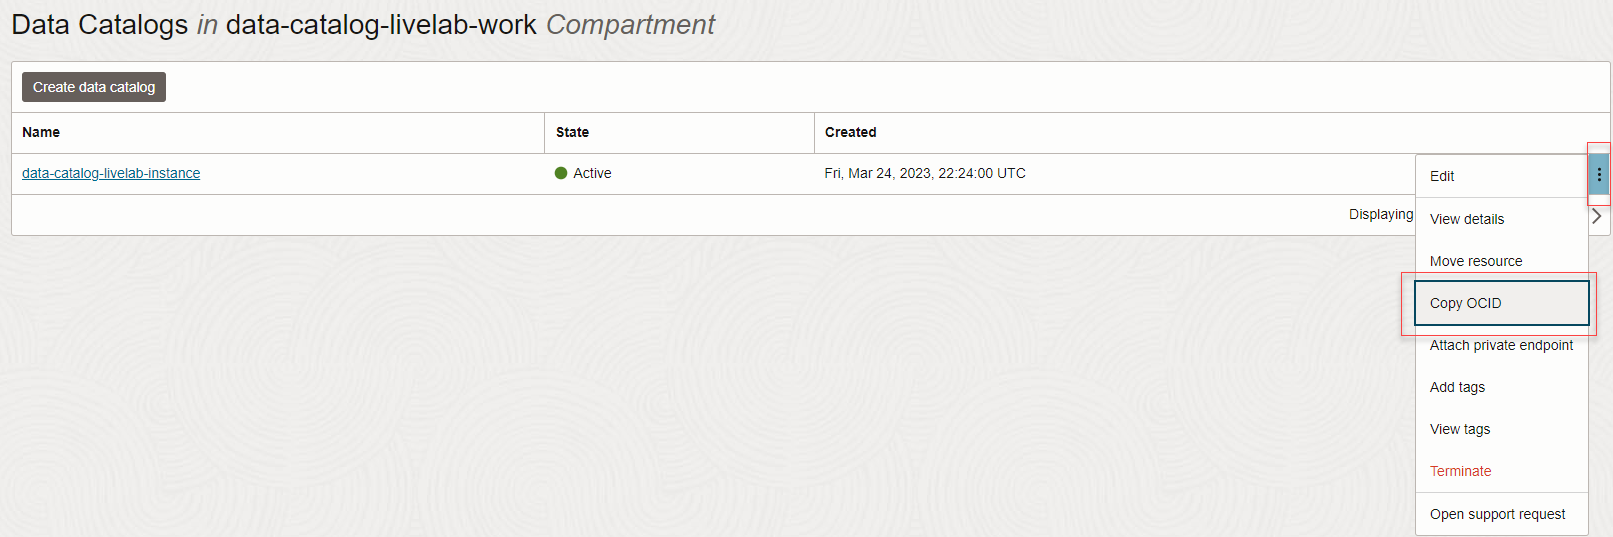 Data Catalogs in data-catalog-livelab-work Compartment
Create data catalog
Name State Created
data-catalog-livelab-instance Active Fri, Mar 24, 2023, 22:24:00 UTC
Displaying
Edit
View details
Move resource
Copy OCID
Attach private endpoint
Add tags
View tags
Terminate
Open support request